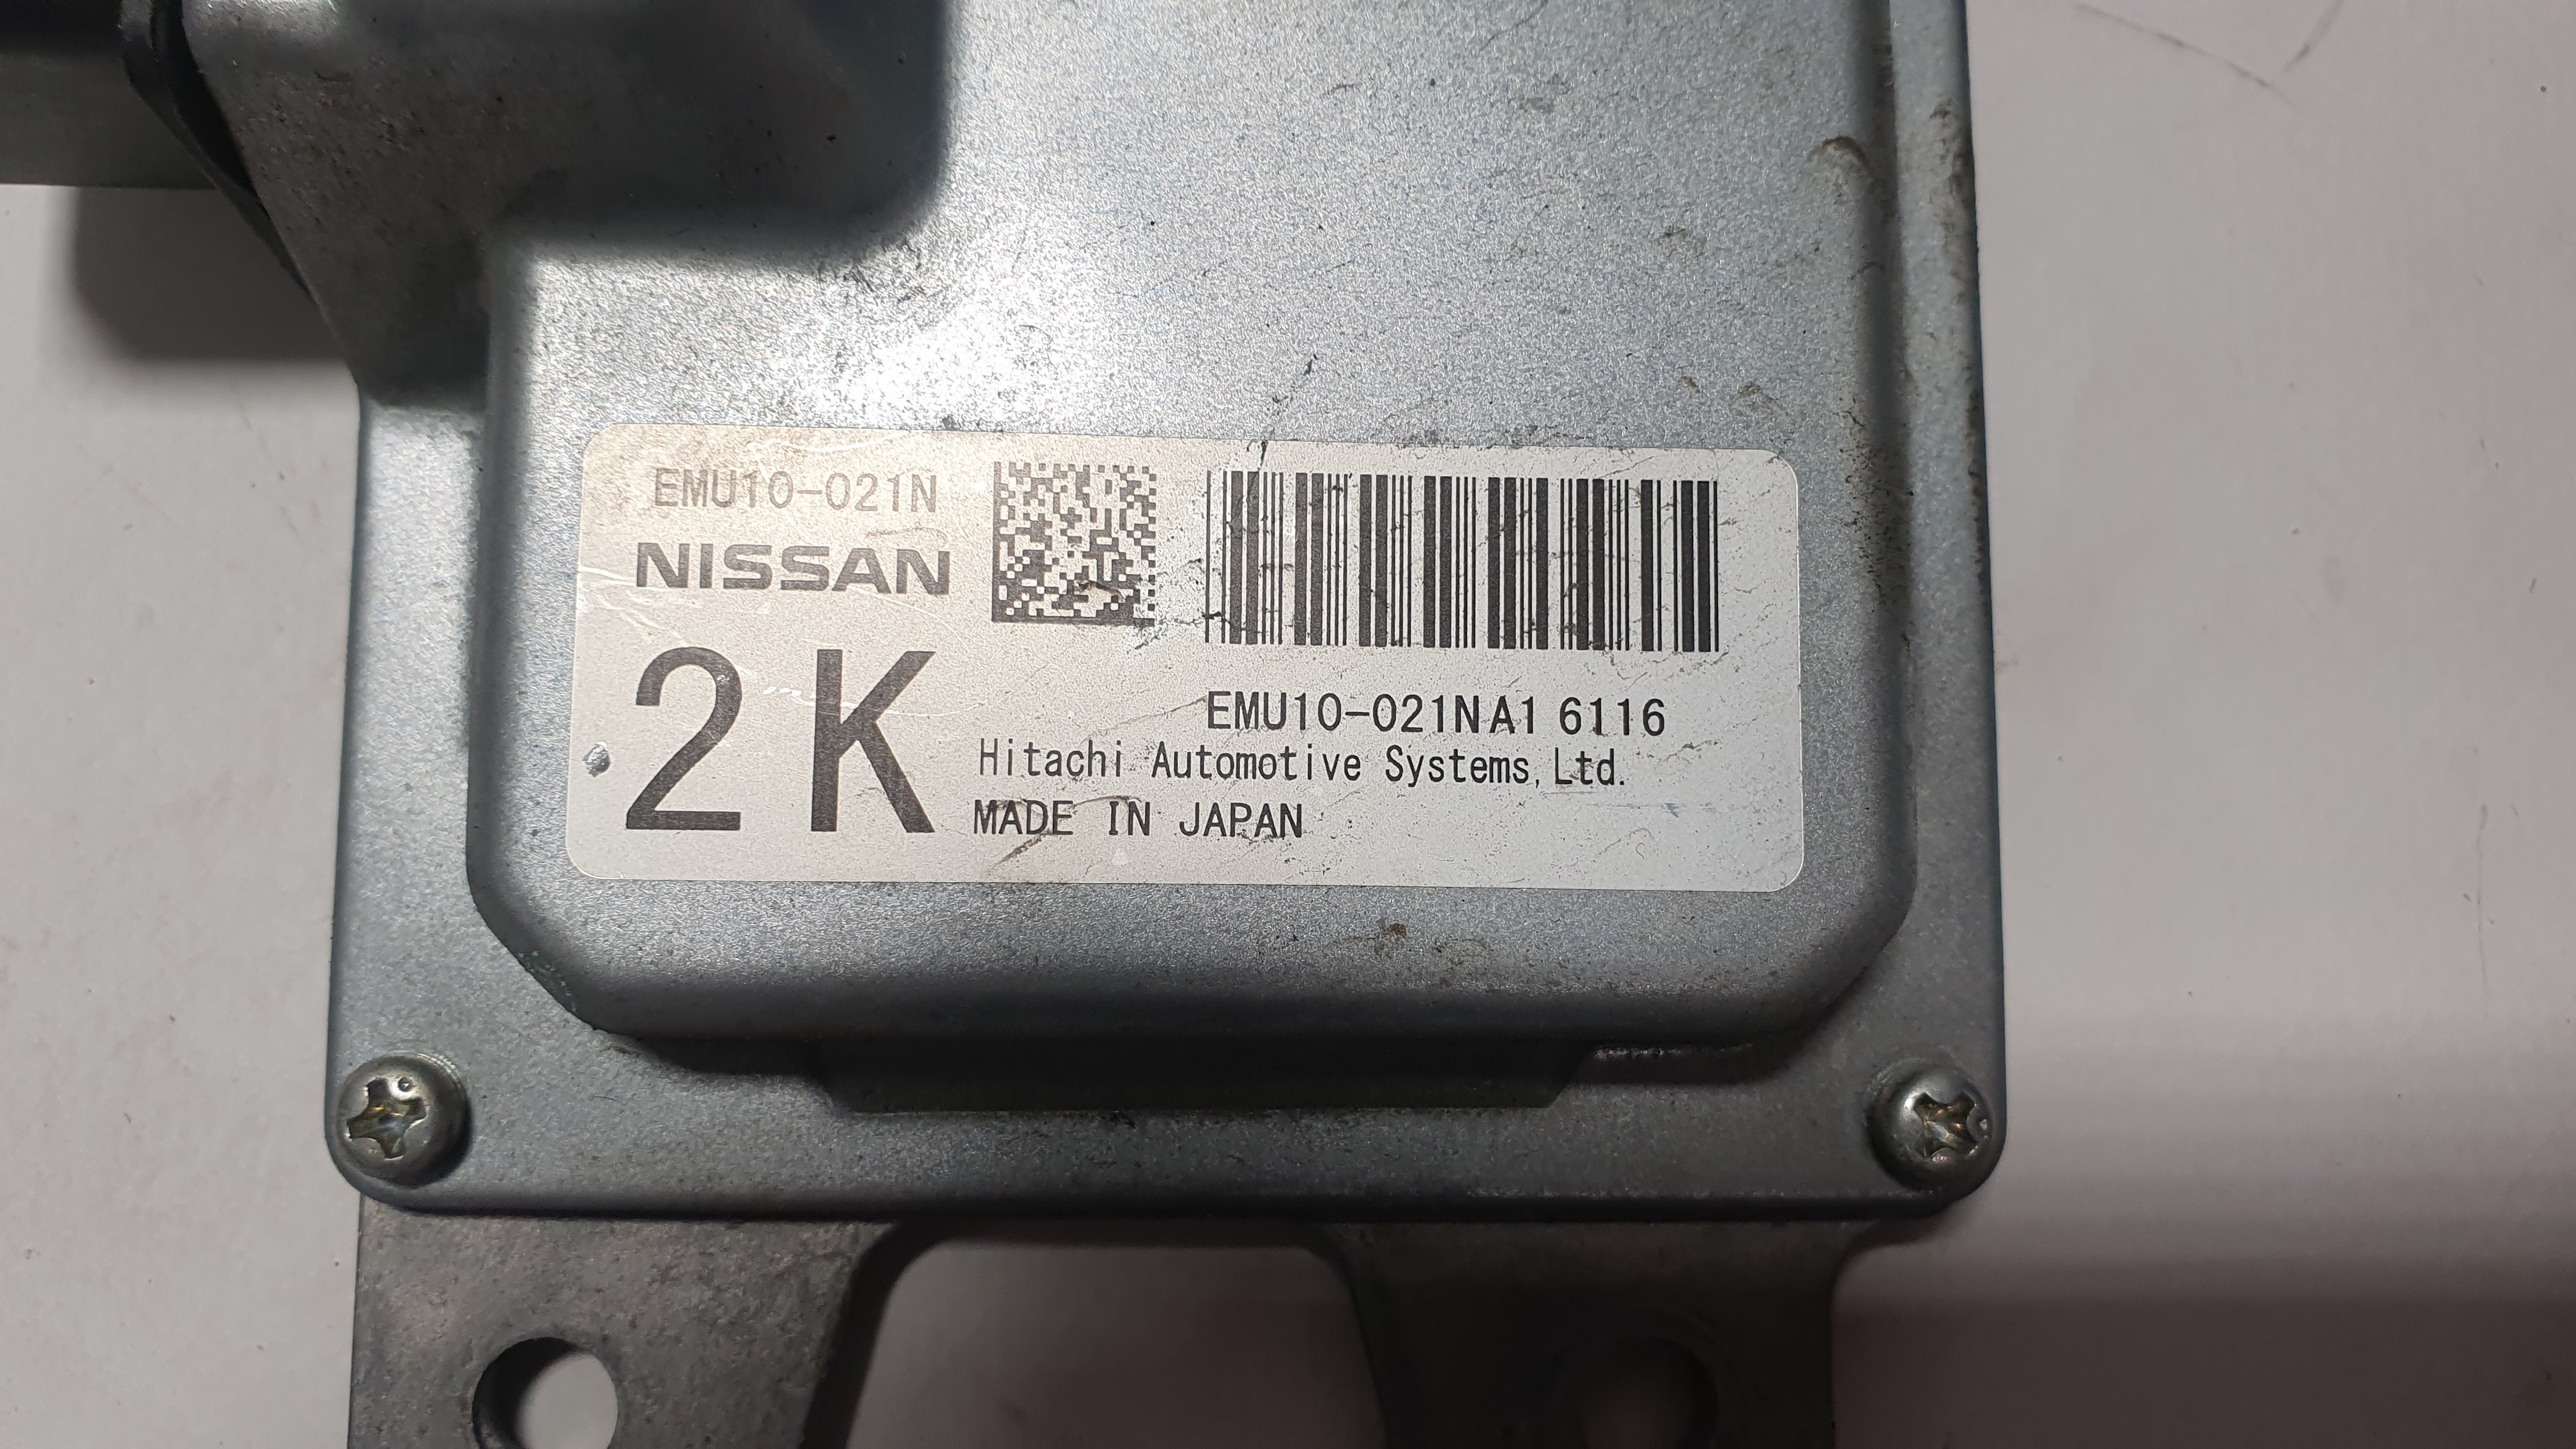 EMU10-021N
NISSAN
2K
EMU10-021NA1 6116
Hitachi Automotive Systems,Ltd.
MADE IN JAPAN